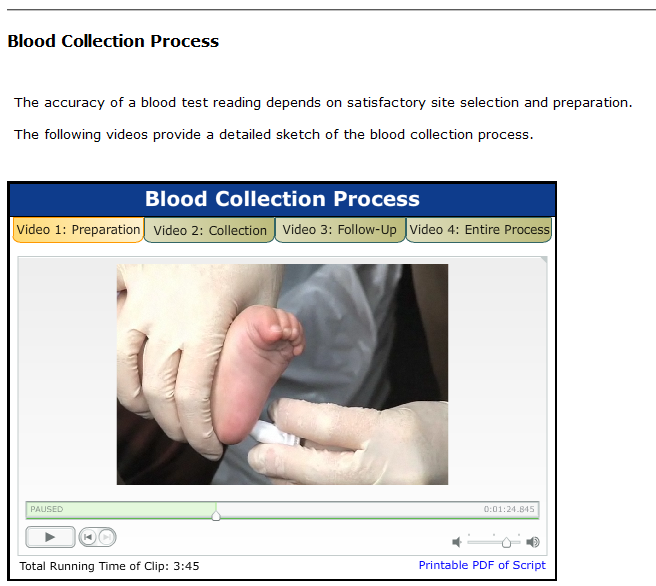 Blood Collection Process
The accuracy of a blood test reading depends on satisfactory site selection and preparation.
The following videos provide a detailed sketch of the blood collection process.
Blood Collection Process
Video 1: Preparation Video 2: Collection Video 3: Follow-Up Video 4: Entire Process
PAUSED 0:01:24.845
Total Running Time of Clip: 3:45 Printable PDF of Script